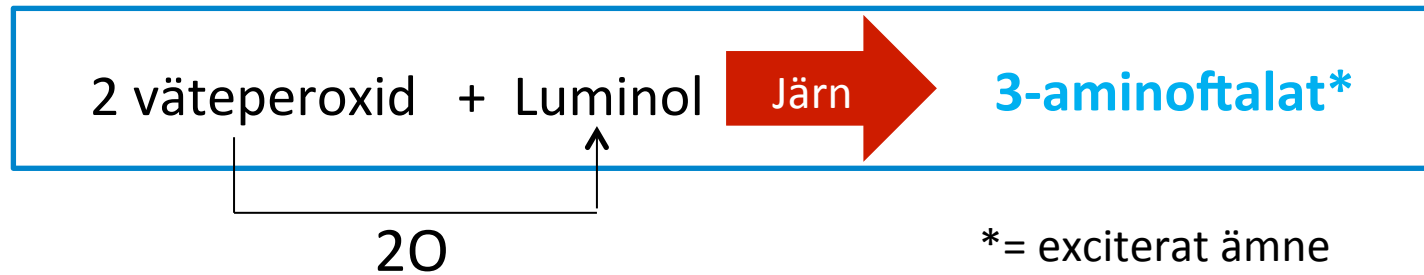 2 väteperoxid + Luminol Järn 3-aminoftalat*
2O
*= exciterat ämne